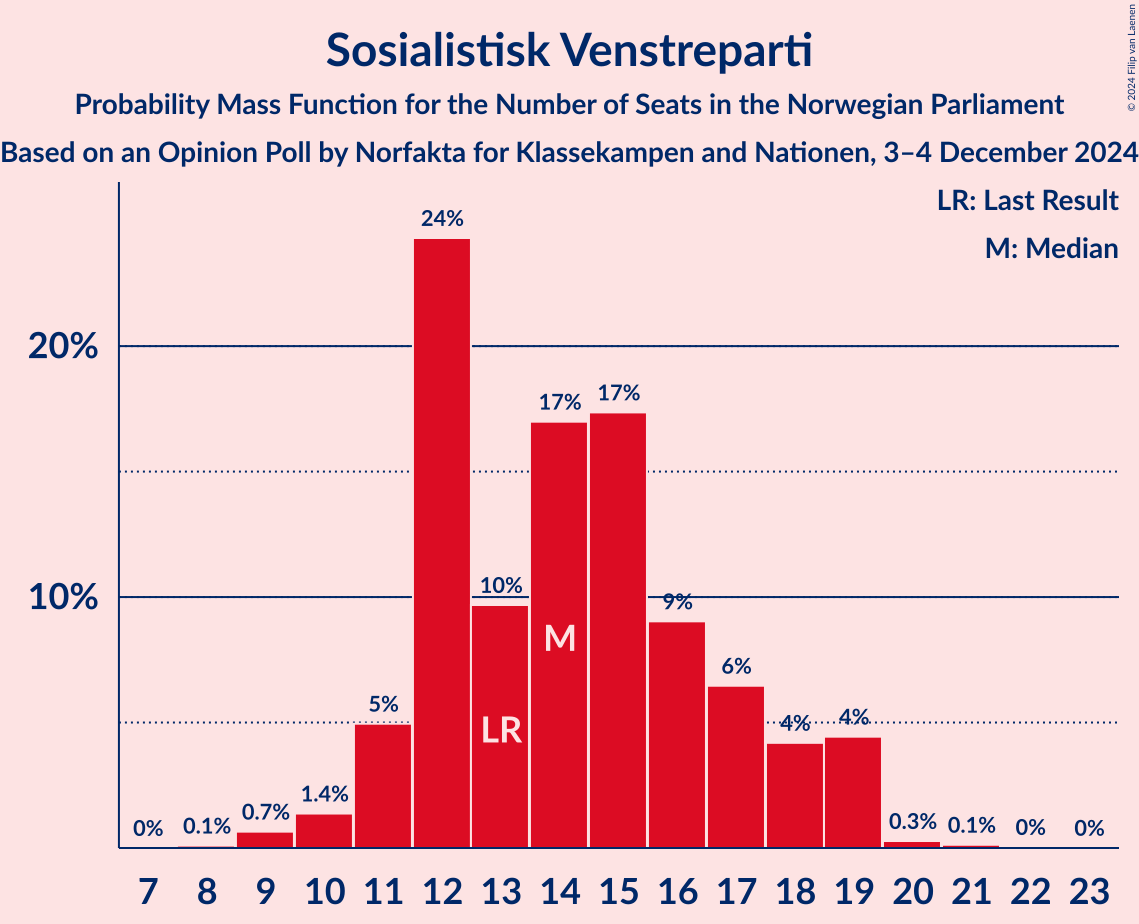 Sosialistisk Venstreparti
Probability Mass Function for the Number of Seats in the Norwegian Parliament
Based on an Opinion Poll by Norfakta for Klassekampen and Nationen, 3–4 December 2024
© 2024 Filip van Laenen
LR: Last Result
M: Median
20%
10%
0%
0.1%
0.7%
1.4%
5%
24%
10%
17%
17%
9%
6%
4%
4%
0.3%
0.1%
0%
0%
M
LR
7 8 9 10 11 12 13 14 15 16 17 18 19 20 21 22 23